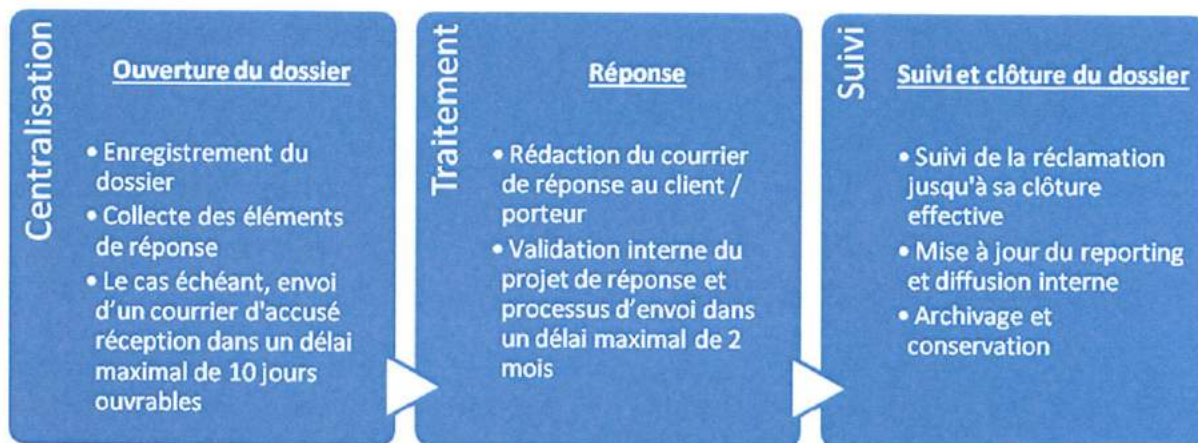 Centralisation
Ouverture du dossier
• Enregistrement du
dossier
• Collecte des éléments
de réponse
• Le cas échéant, envoi
d’un courrier d'accusé
réception dans un délai
maximal de 10 jours
ouvrables
Traitement
Réponse
• Rédaction du courrier
de réponse au client /
porteur
• Validation interne du
projet de réponse et
processus d’envoi dans
un délai maximal de 2
mois
Suivi
Suivi et clôture du dossier
• Suivi de la réclamation
jusqu'à sa clôture
effective
• Mise à jour du reporting
et diffusion interne
• Archivage et
conservation